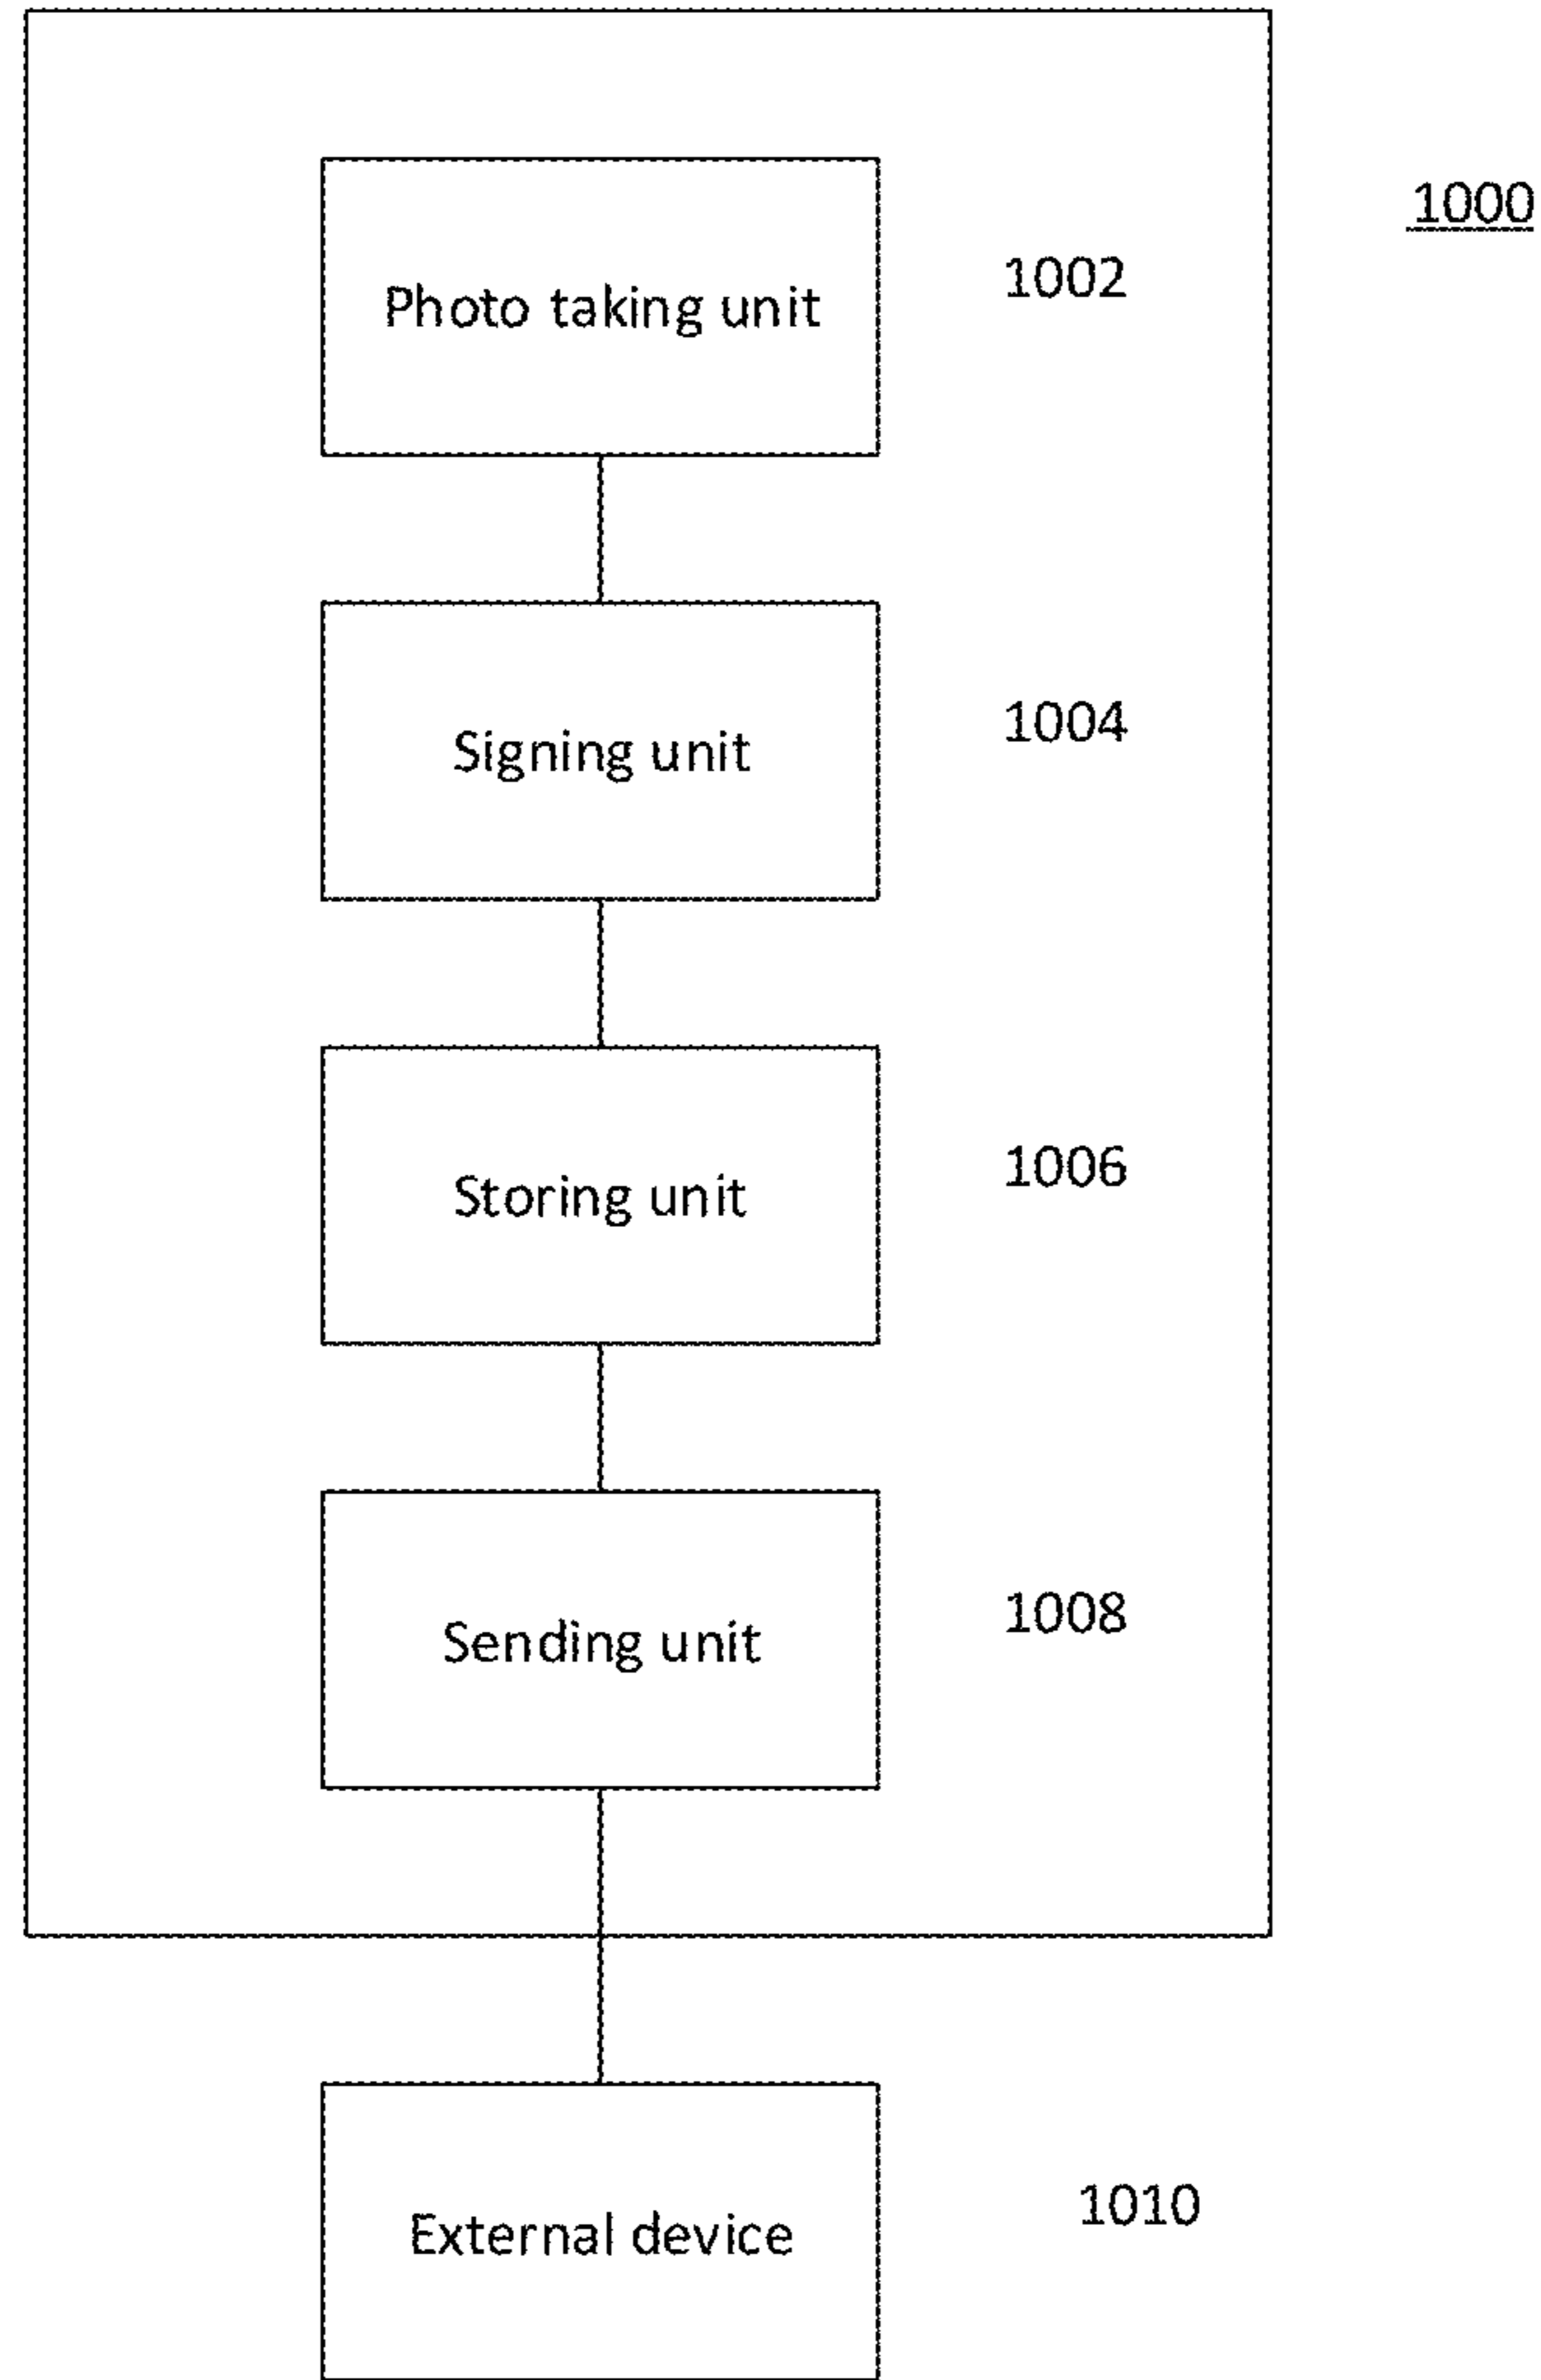 1000
1002
Photo taking unit
1004
Signing unit
1006
Storing unit
1008
Sending unit
1010
External device